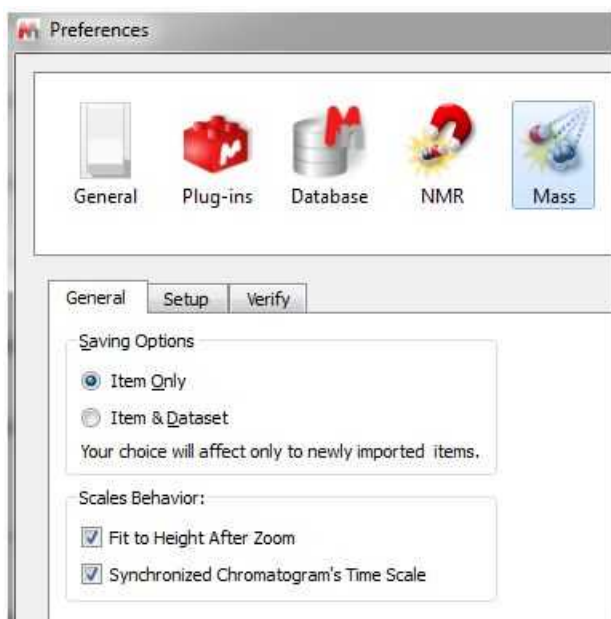 Preferences
General Plug-ins Database NMR Mass
General Setup Verify
Saving Options
Item Only
Item & Dataset
Your choice will affect only to newly imported items.
Scales Behavior:
Fit to Height After Zoom
Synchronized Chromatogram's Time Scale